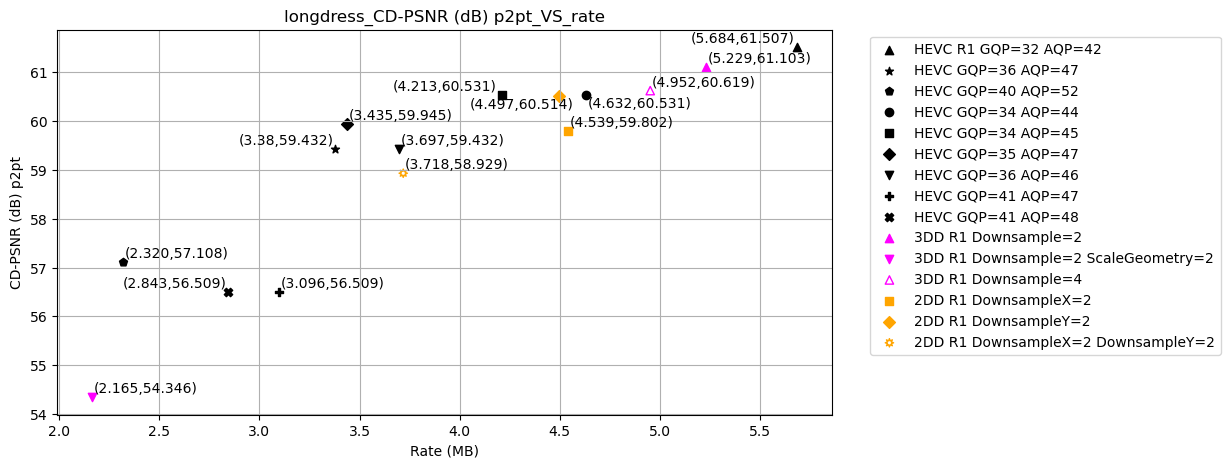 longdress_CD-PSNR (dB) p2pt_VS_rate
CD-PSNR (dB) p2pt
61
60
59
58
57
56
55
54
(5.684,61.507)
(5.229,61.103)
(4.952,60.619)
(4.213,60.531)
(4.497,60.514)
(4.632,60.531)
(3.435,59.945)
(4.539,59.802)
(3.38,59.432)
(3.697,59.432)
(3.718,58.929)
(2.320,57.108)
(2.843,56.509)
(3.096,56.509)
(2.165,54.346)
2.0
2.5
3.0
3.5
4.0
4.5
5.0
5.5
Rate (MB)
HEVC R1 GQP=32 AQP=42
HEVC GQP=36 AQP=47
HEVC GQP=40 AQP=52
HEVC GQP=34 AQP=44
HEVC GQP=34 AQP=45
HEVC GQP=35 AQP=47
HEVC GQP=36 AQP=46
HEVC GQP=41 AQP=47
HEVC GQP=41 AQP=48
3DD R1 Downsample=2
3DD R1 Downsample=2 ScaleGeometry=2
3DD R1 Downsample=4
2DD R1 DownsampleX=2
2DD R1 DownsampleY=2
2DD R1 DownsampleX=2 DownsampleY=2